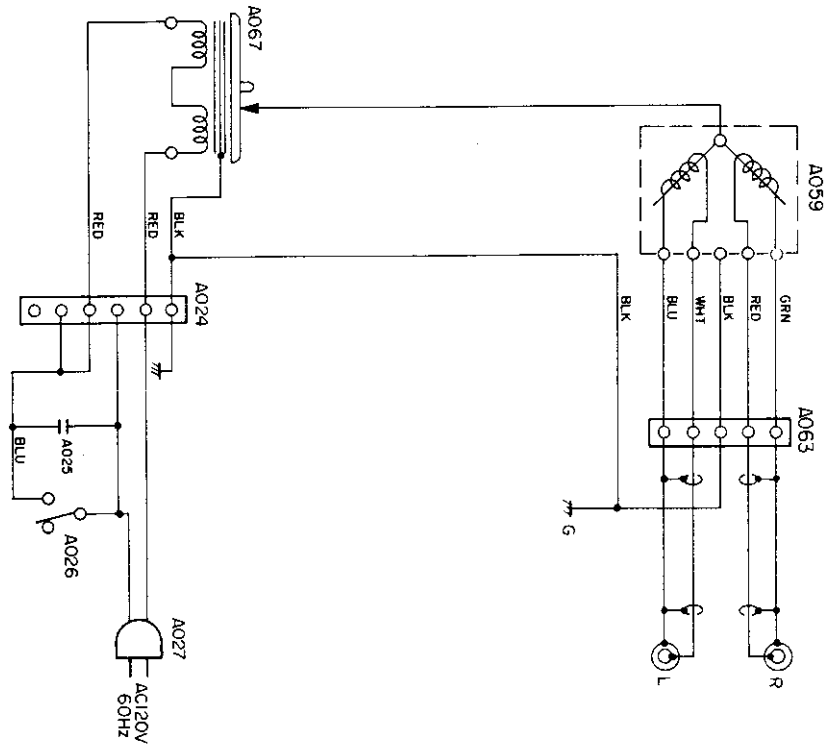 A067
A059
RED
RED
BLK
BLK
BLU
WHT
BLK
RED
GRN
A024
A063
BLU
A025
A026
G
A027
AC120V
60Hz
L
R